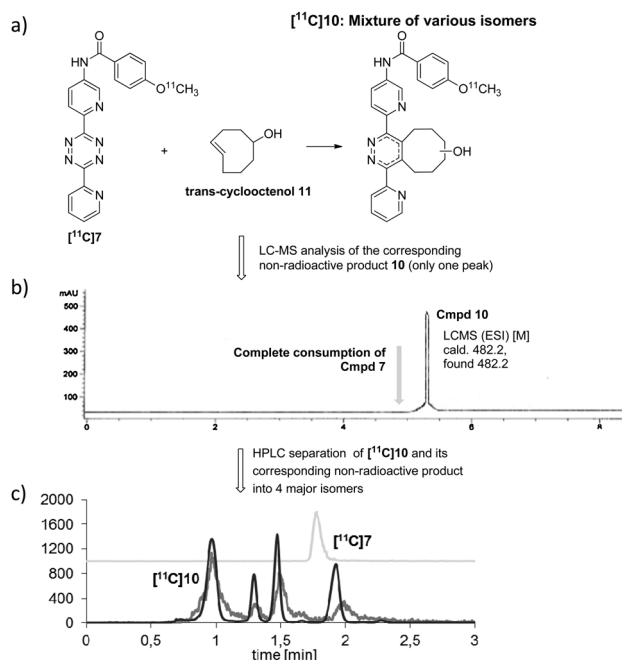 a)
[¹¹C]10: Mixture of various isomers
O
HN
O¹¹CH₃
N
N
N
N
N
N
[¹¹C]7
+
OH
trans-cyclooctenol 11
O
HN
O¹¹CH₃
N
N
N
OH
N
LC-MS analysis of the corresponding
non-radioactive product 10 (only one peak)
b)
mAU
500
400
300
200
100
0
2
4
6
8
Complete consumption of
Cmpd 7
Cmpd 10
LCMS (ESI) [M]
cald. 482.2,
found 482.2
HPLC separation of [¹¹C]10 and its
corresponding non-radioactive product
into 4 major isomers
c)
2000
1600
1200
800
400
0
[¹¹C]10
[¹¹C]7
0
0,5
1
1,5
2
2,5
3
time [min]